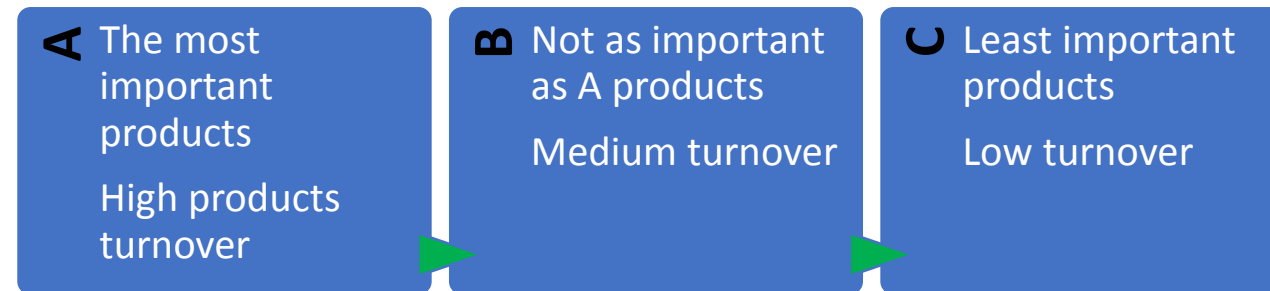 A
The most
important
products
High products
turnover
B
Not as important
as A products
Medium turnover
C
Least important
products
Low turnover